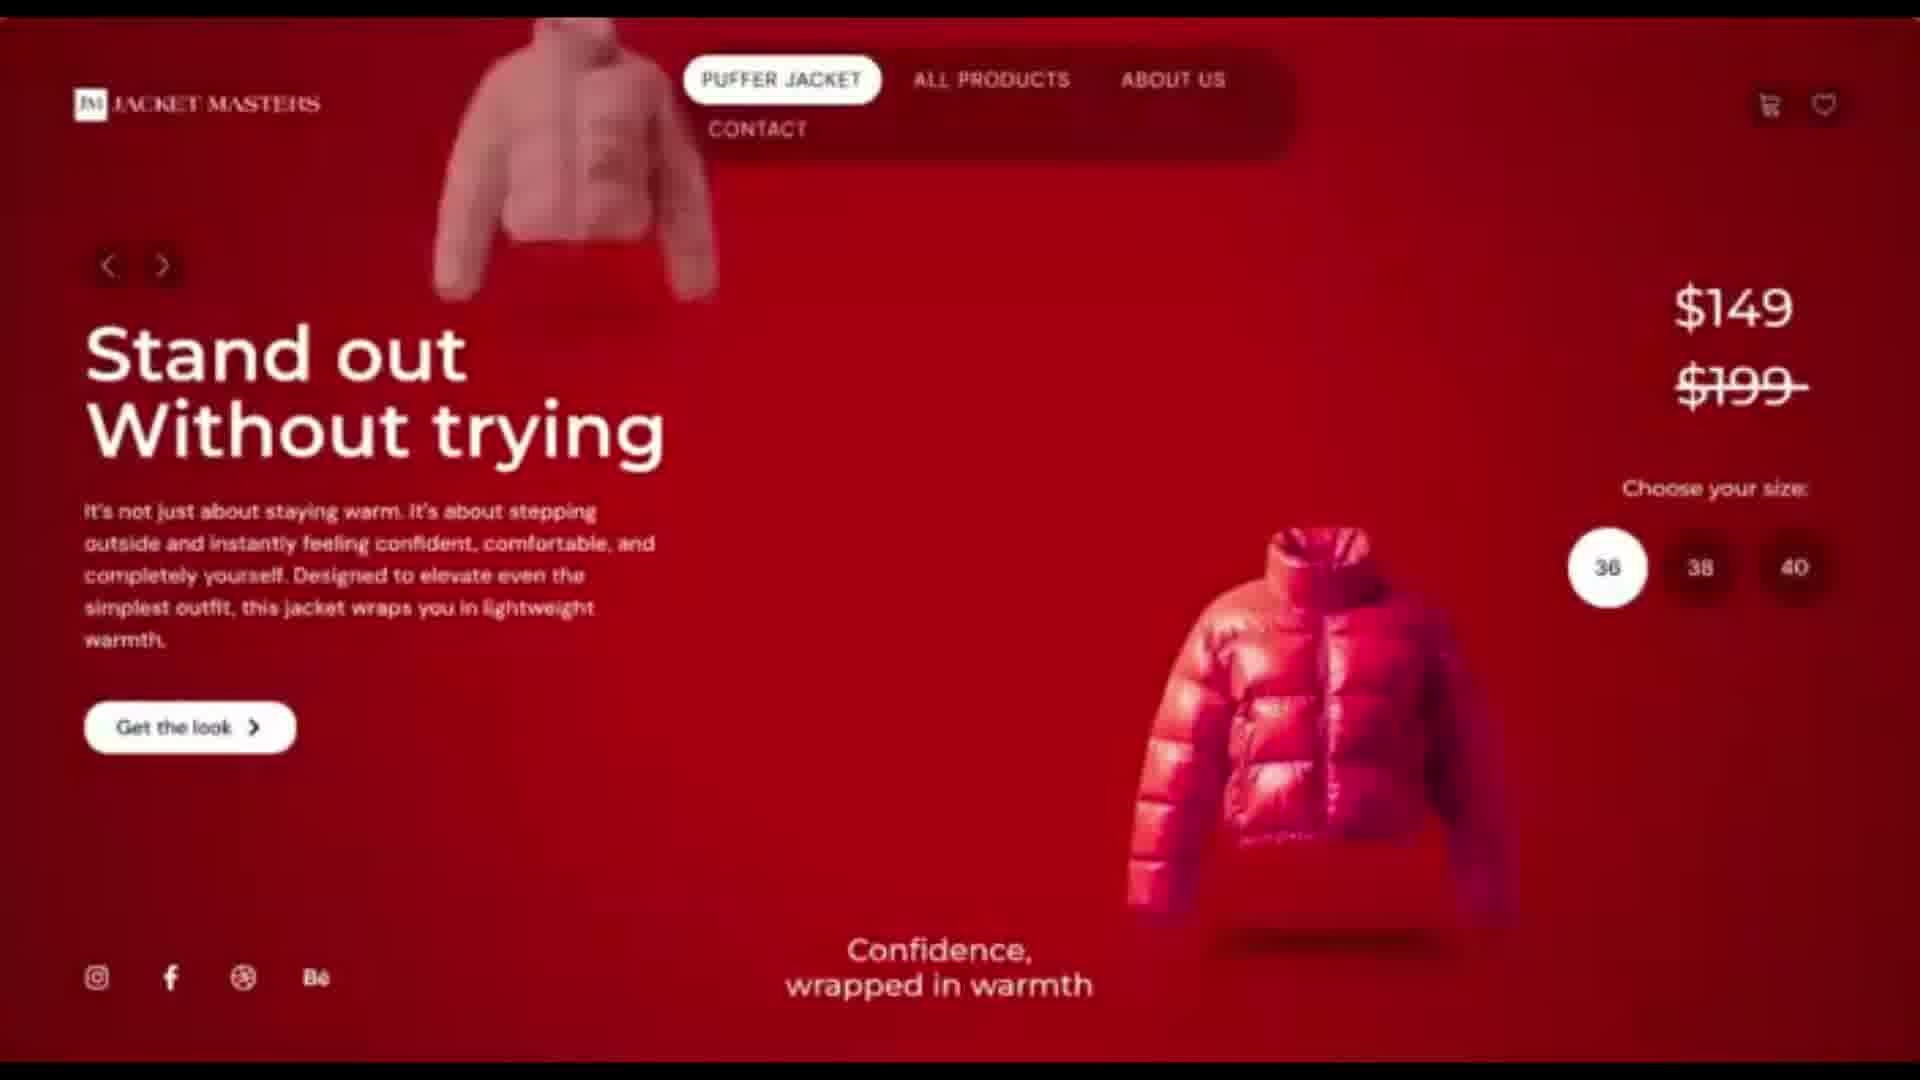 JM JACKET MASTERS
PUFFER JACKET ALL PRODUCTS ABOUT US
CONTACT
Stand out
Without trying
It's not just about staying warm. It's about stepping
outside and instantly feeling confident, comfortable, and
completely yourself. Designed to elevate even the
simplest outfit, this jacket wraps you in lightweight
warmth.
Get the look
$149
$199
Choose your size:
36 38 40
Confidence,
wrapped in warmth
Bē